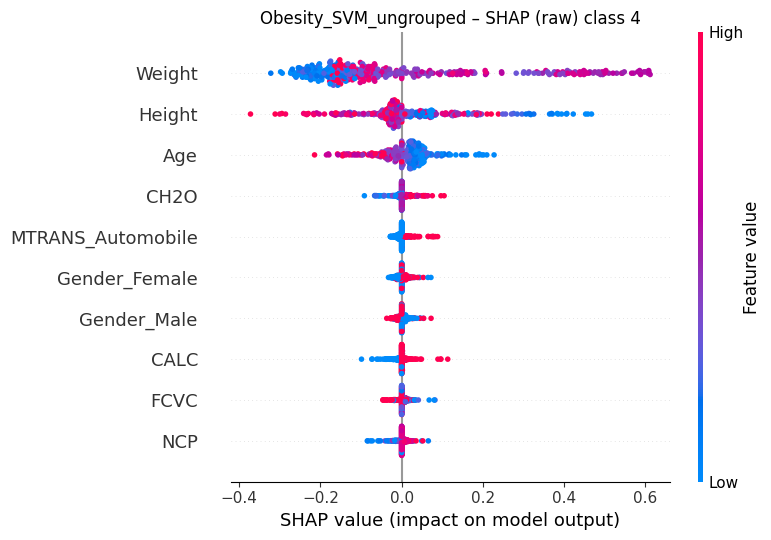 Obesity_SVM_ungrouped – SHAP (raw) class 4
High
Weight
Height
Age
CH2O
MTRANS_Automobile
Gender_Female
Gender_Male
CALC
FCVC
NCP
Feature value
Low
−0.4 −0.2 0.0 0.2 0.4 0.6
SHAP value (impact on model output)